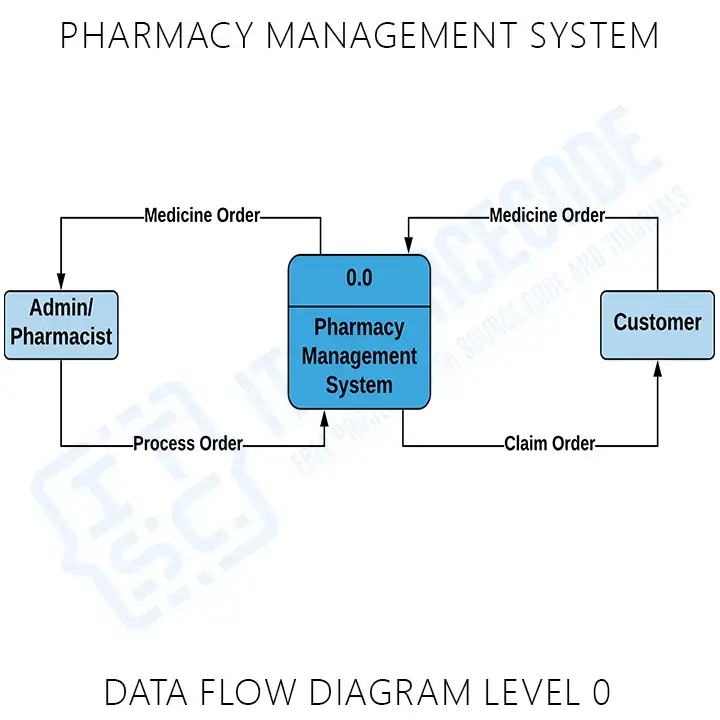 PHARMACY MANAGEMENT SYSTEM
Medicine Order
Medicine Order
0.0
Admin/
Pharmacist
Pharmacy
Management
System
Customer
Process Order
Claim Order
ITSOURCECODE
FREE PROJECTS WITH SOURCE CODE AND TUTORIALS
ITSC
DATA FLOW DIAGRAM LEVEL 0